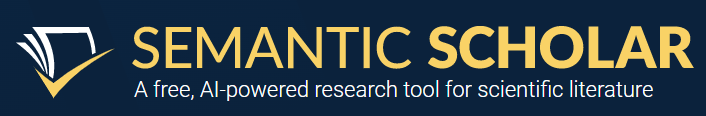 SEMANTIC SCHOLAR
A free, AI-powered research tool for scientific literature